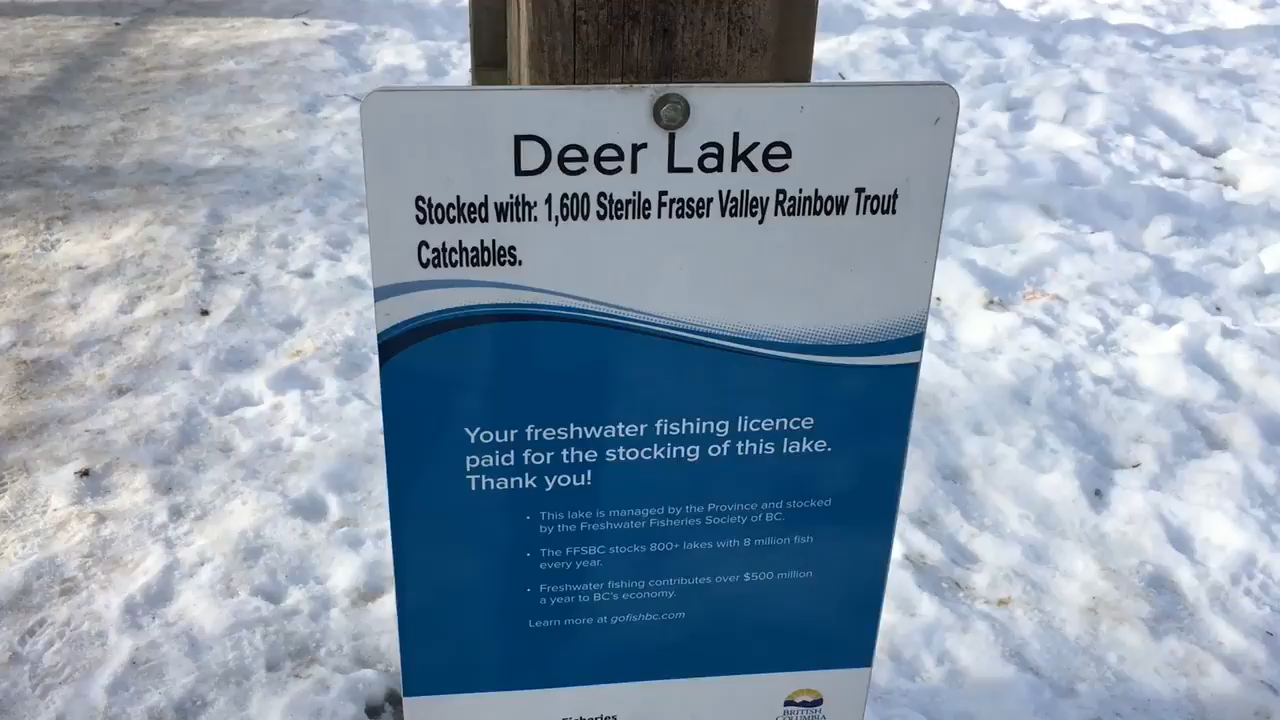 Deer Lake
Stocked with: 1,600 Sterile Fraser Valley Rainbow Trout
Catchables.
Your freshwater fishing licence
paid for the stocking of this lake.
Thank you!
• This lake is managed by the Province and stocked
by the Freshwater Fisheries Society of BC.
• The FFSBC stocks 800+ lakes with 8 million fish
every year.
• Freshwater fishing contributes over $500 million
a year to BC's economy.
Learn more at gofishbc.com
Fisheries
BRITISH
COLUMBIA